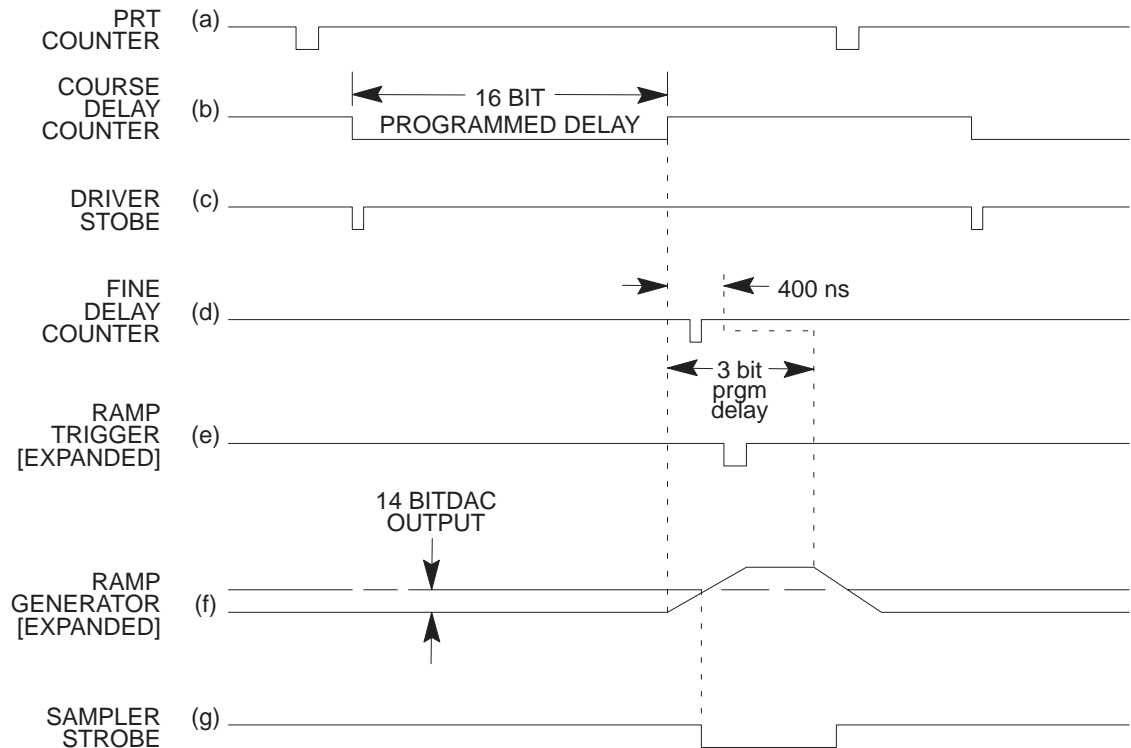 PRT
COUNTER
(a)
COURSE
DELAY
COUNTER
(b)
16 BIT
PROGRAMMED DELAY
DRIVER
STOBE
(c)
FINE
DELAY
COUNTER
(d)
400 ns
3 bit
prgm
delay
RAMP
TRIGGER
[EXPANDED]
(e)
14 BITDAC
OUTPUT
RAMP
GENERATOR
[EXPANDED]
(f)
SAMPLER
STROBE
(g)